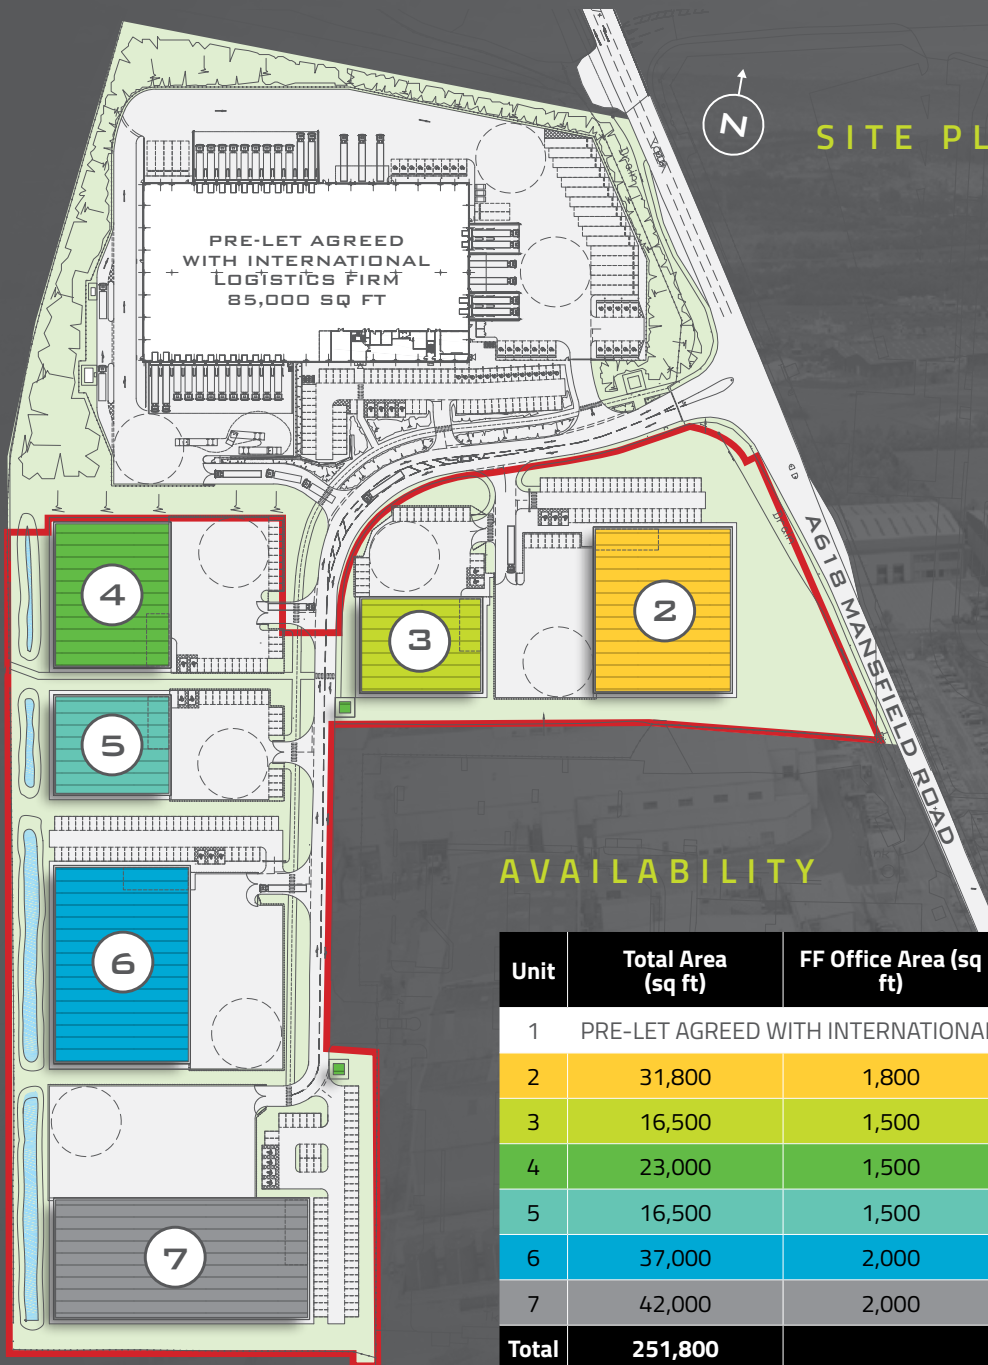 N
SITE PL
PRE-LET AGREED
WITH INTERNATIONAL
LOGISTICS FIRM
85,000 SQ FT
Drain
Drain
A618 MANSFIELD ROAD
4
3
2
5
6
7
AVAILABILITY
Unit Total Area (sq ft) FF Office Area (sq ft)
1 PRE-LET AGREED WITH INTERNATIONAL
2 31,800 1,800
3 16,500 1,500
4 23,000 1,500
5 16,500 1,500
6 37,000 2,000
7 42,000 2,000
Total 251,800